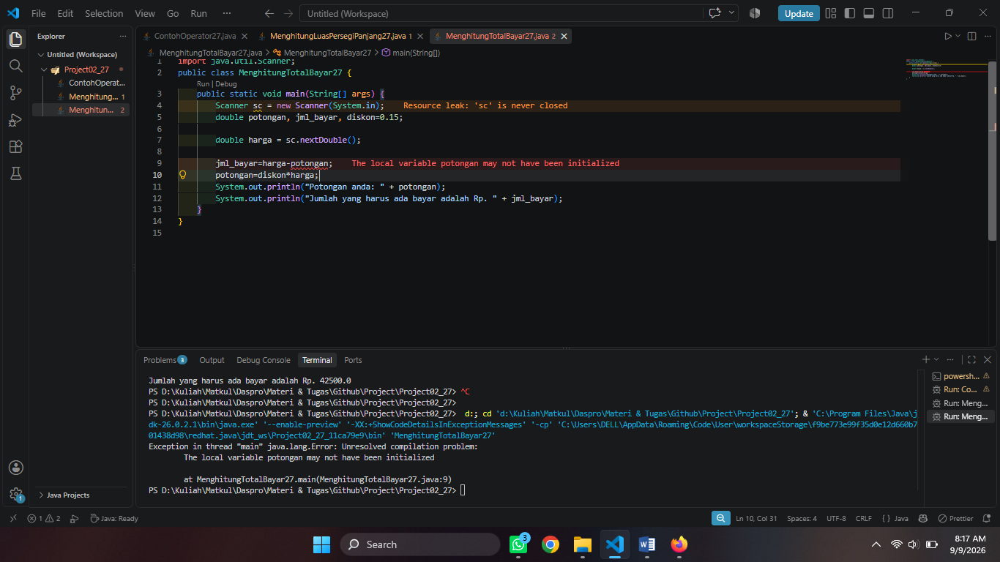 File Edit Selection View Go Run ··· Untitled (Workspace) Update
Explorer ···
ContohOperator27.java MenghitungLuasPersegiPanjang27.java 1 MenghitungTotalBayar27.java 2
Untitled (Workspace)
Project02_27
ContohOperat...
Menghitung... 1
Menghitun... 2
MenghitungTotalBayar27.java > MenghitungTotalBayar27 > main(String[])
1 import java.util.Scanner;
2 public class MenghitungTotalBayar27 {
Run | Debug
3 public static void main(String[] args) {
4 Scanner sc = new Scanner(System.in); Resource leak: 'sc' is never closed
5 double potongan, jml_bayar, diskon=0.15;
6
7 double harga = sc.nextDouble();
8
9 jml_bayar=harga-potongan; The local variable potongan may not have been initialized
10 potongan=diskon*harga;
11 System.out.println("Potongan anda: " + potongan);
12 System.out.println("Jumlah yang harus ada bayar adalah Rp. " + jml_bayar);
13 }
14 }
15
Problems 3 Output Debug Console Terminal Ports
Jumlah yang harus ada bayar adalah Rp. 42500.0
PS D:\Kuliah\Matkul\Daspro\Materi & Tugas\Github\Project\Project02_27> ^C
PS D:\Kuliah\Matkul\Daspro\Materi & Tugas\Github\Project\Project02_27>
PS D:\Kuliah\Matkul\Daspro\Materi & Tugas\Github\Project\Project02_27> d:; cd 'd:\Kuliah\Matkul\Daspro\Materi & Tugas\Github\Project\Project02_27'; & 'C:\Program Files\Java\j
dk-26.0.2.1\bin\java.exe' '--enable-preview' '-XX:+ShowCodeDetailsInExceptionMessages' '-cp' 'C:\Users\DELL\AppData\Roaming\Code\User\workspaceStorage\f9be773e99f35d0e12d660b7
01438d98\redhat.java\jdt_ws\Project02_27_11ca79e9\bin' 'MenghitungTotalBayar27'
Exception in thread "main" java.lang.Error: Unresolved compilation problem:
The local variable potongan may not have been initialized
at MenghitungTotalBayar27.main(MenghitungTotalBayar27.java:9)
PS D:\Kuliah\Matkul\Daspro\Materi & Tugas\Github\Project\Project02_27>
powersh...
Run: Co...
Run: Meng...
Run: Meng...
Java Projects
1
1 2 Java: Ready Ln 10, Col 31 Spaces: 4 UTF-8 CRLF {} Java Prettier
Search 3 8:17 AM
9/9/2026